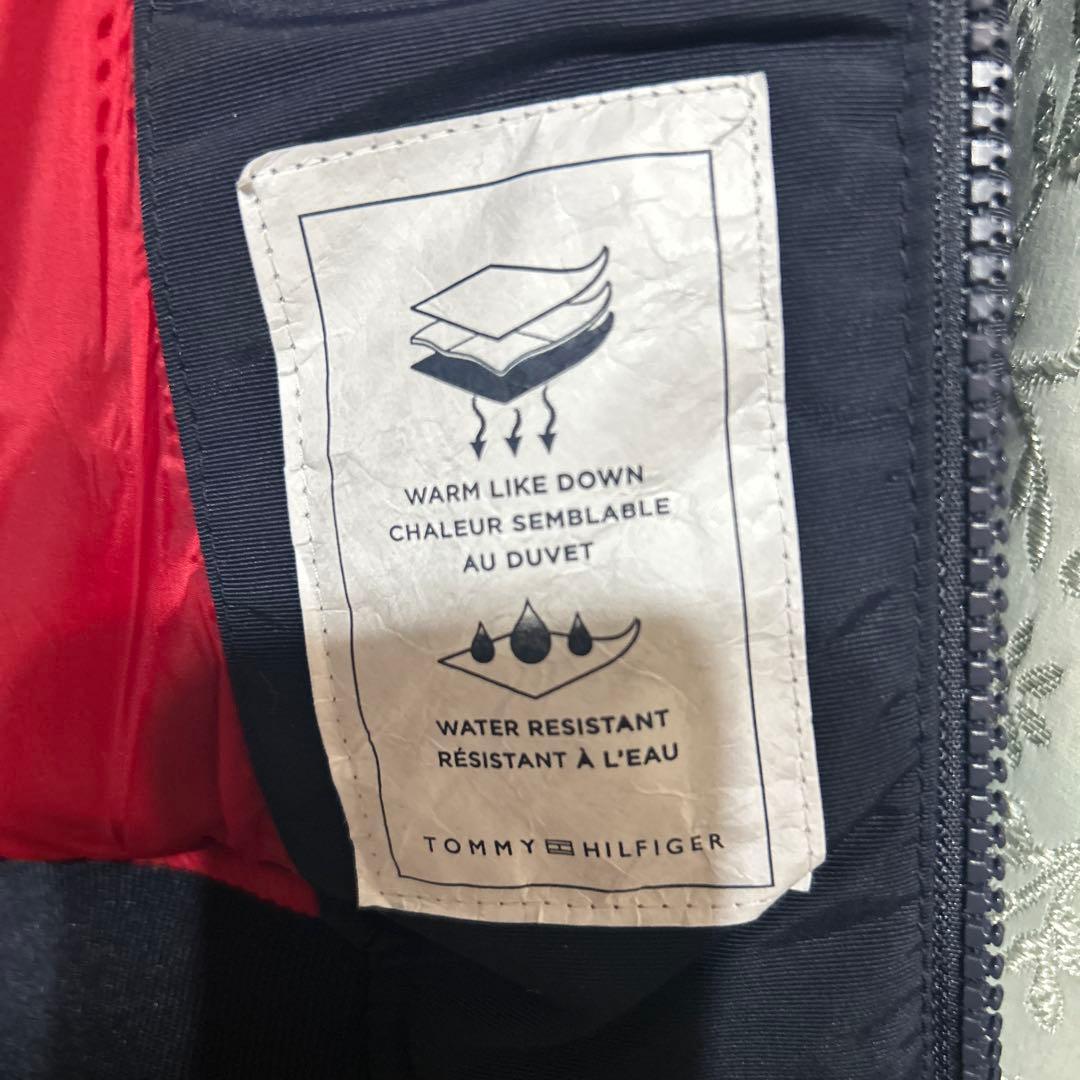 WARM LIKE DOWN
CHALEUR SEMBLABLE
AU DUVET
WATER RESISTANT
RÉSISTANT À L'EAU
TOMMY HILFIGER